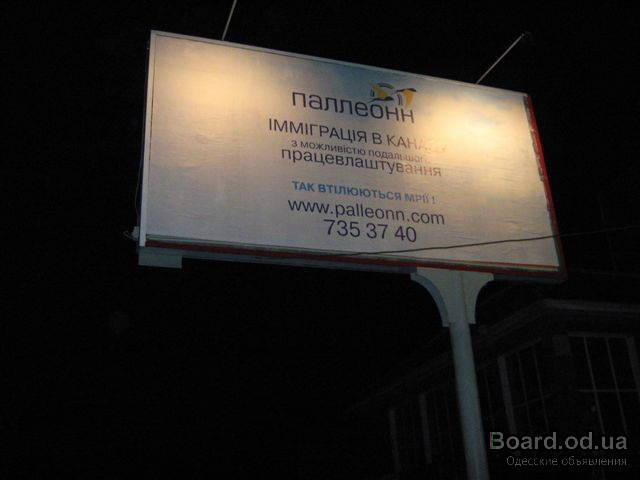 паллеонн
ІММІГРАЦІЯ В
з можливістю подальшого
працевлаштування
ТАК ВТІЛЮЮТЬСЯ МРІЇ !
www.palleonn.com
735 37 40
Board.od.ua
Одесские объявления